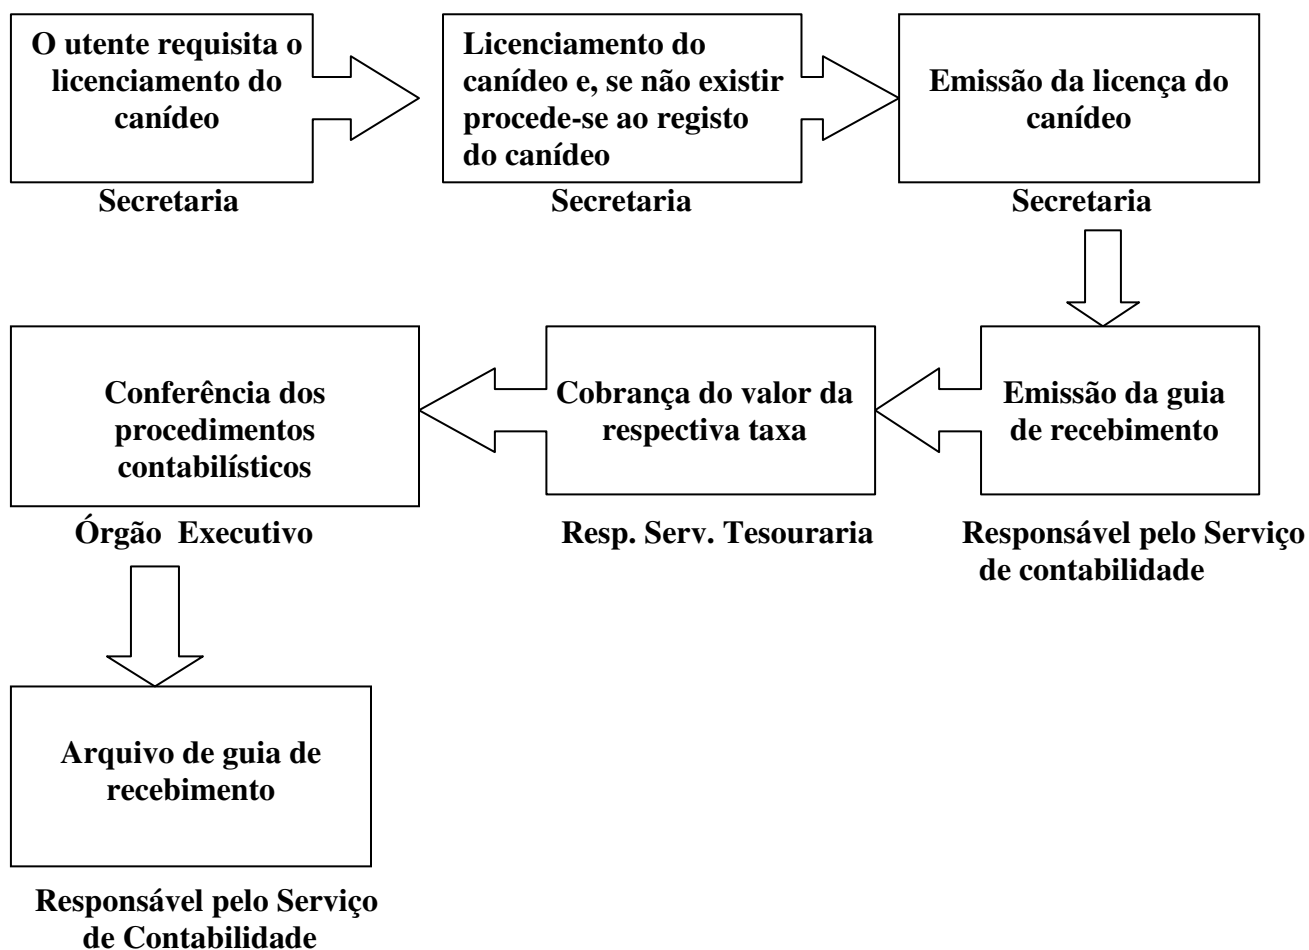 O utente requisita o
licenciamento do
canídeo
Secretaria
Licenciamento do
canídeo e, se não existir
procede-se ao registo
do canídeo
Secretaria
Emissão da licença do
canídeo
Secretaria
Emissão da guia
de recebimento
Responsável pelo Serviço
de contabilidade
Cobrança do valor da
respectiva taxa
Resp. Serv. Tesouraria
Conferência dos
procedimentos
contabilísticos
Órgão Executivo
Arquivo de guia de
recebimento
Responsável pelo Serviço
de Contabilidade